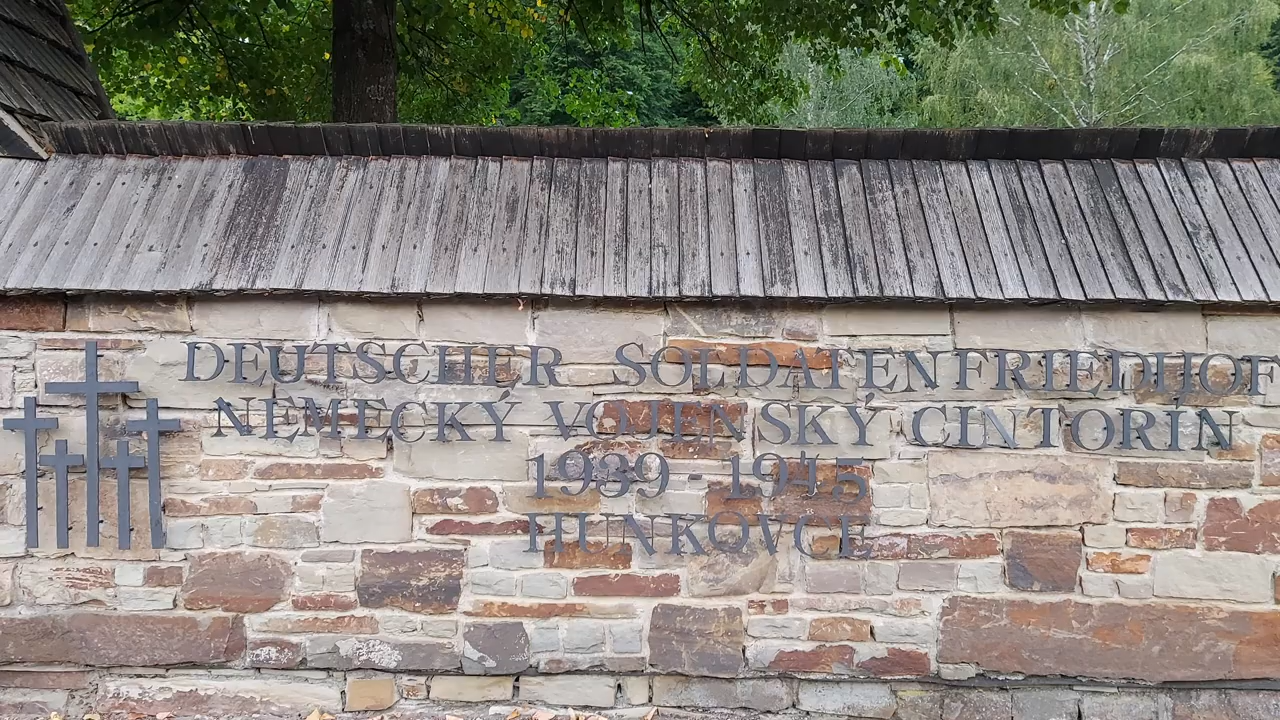 DEUTSCHER SOLDATENFRIEDHOF
NEMECKÝ VOJENSKÝ CINTORÍN
1939 - 1945
HUNKOVCE